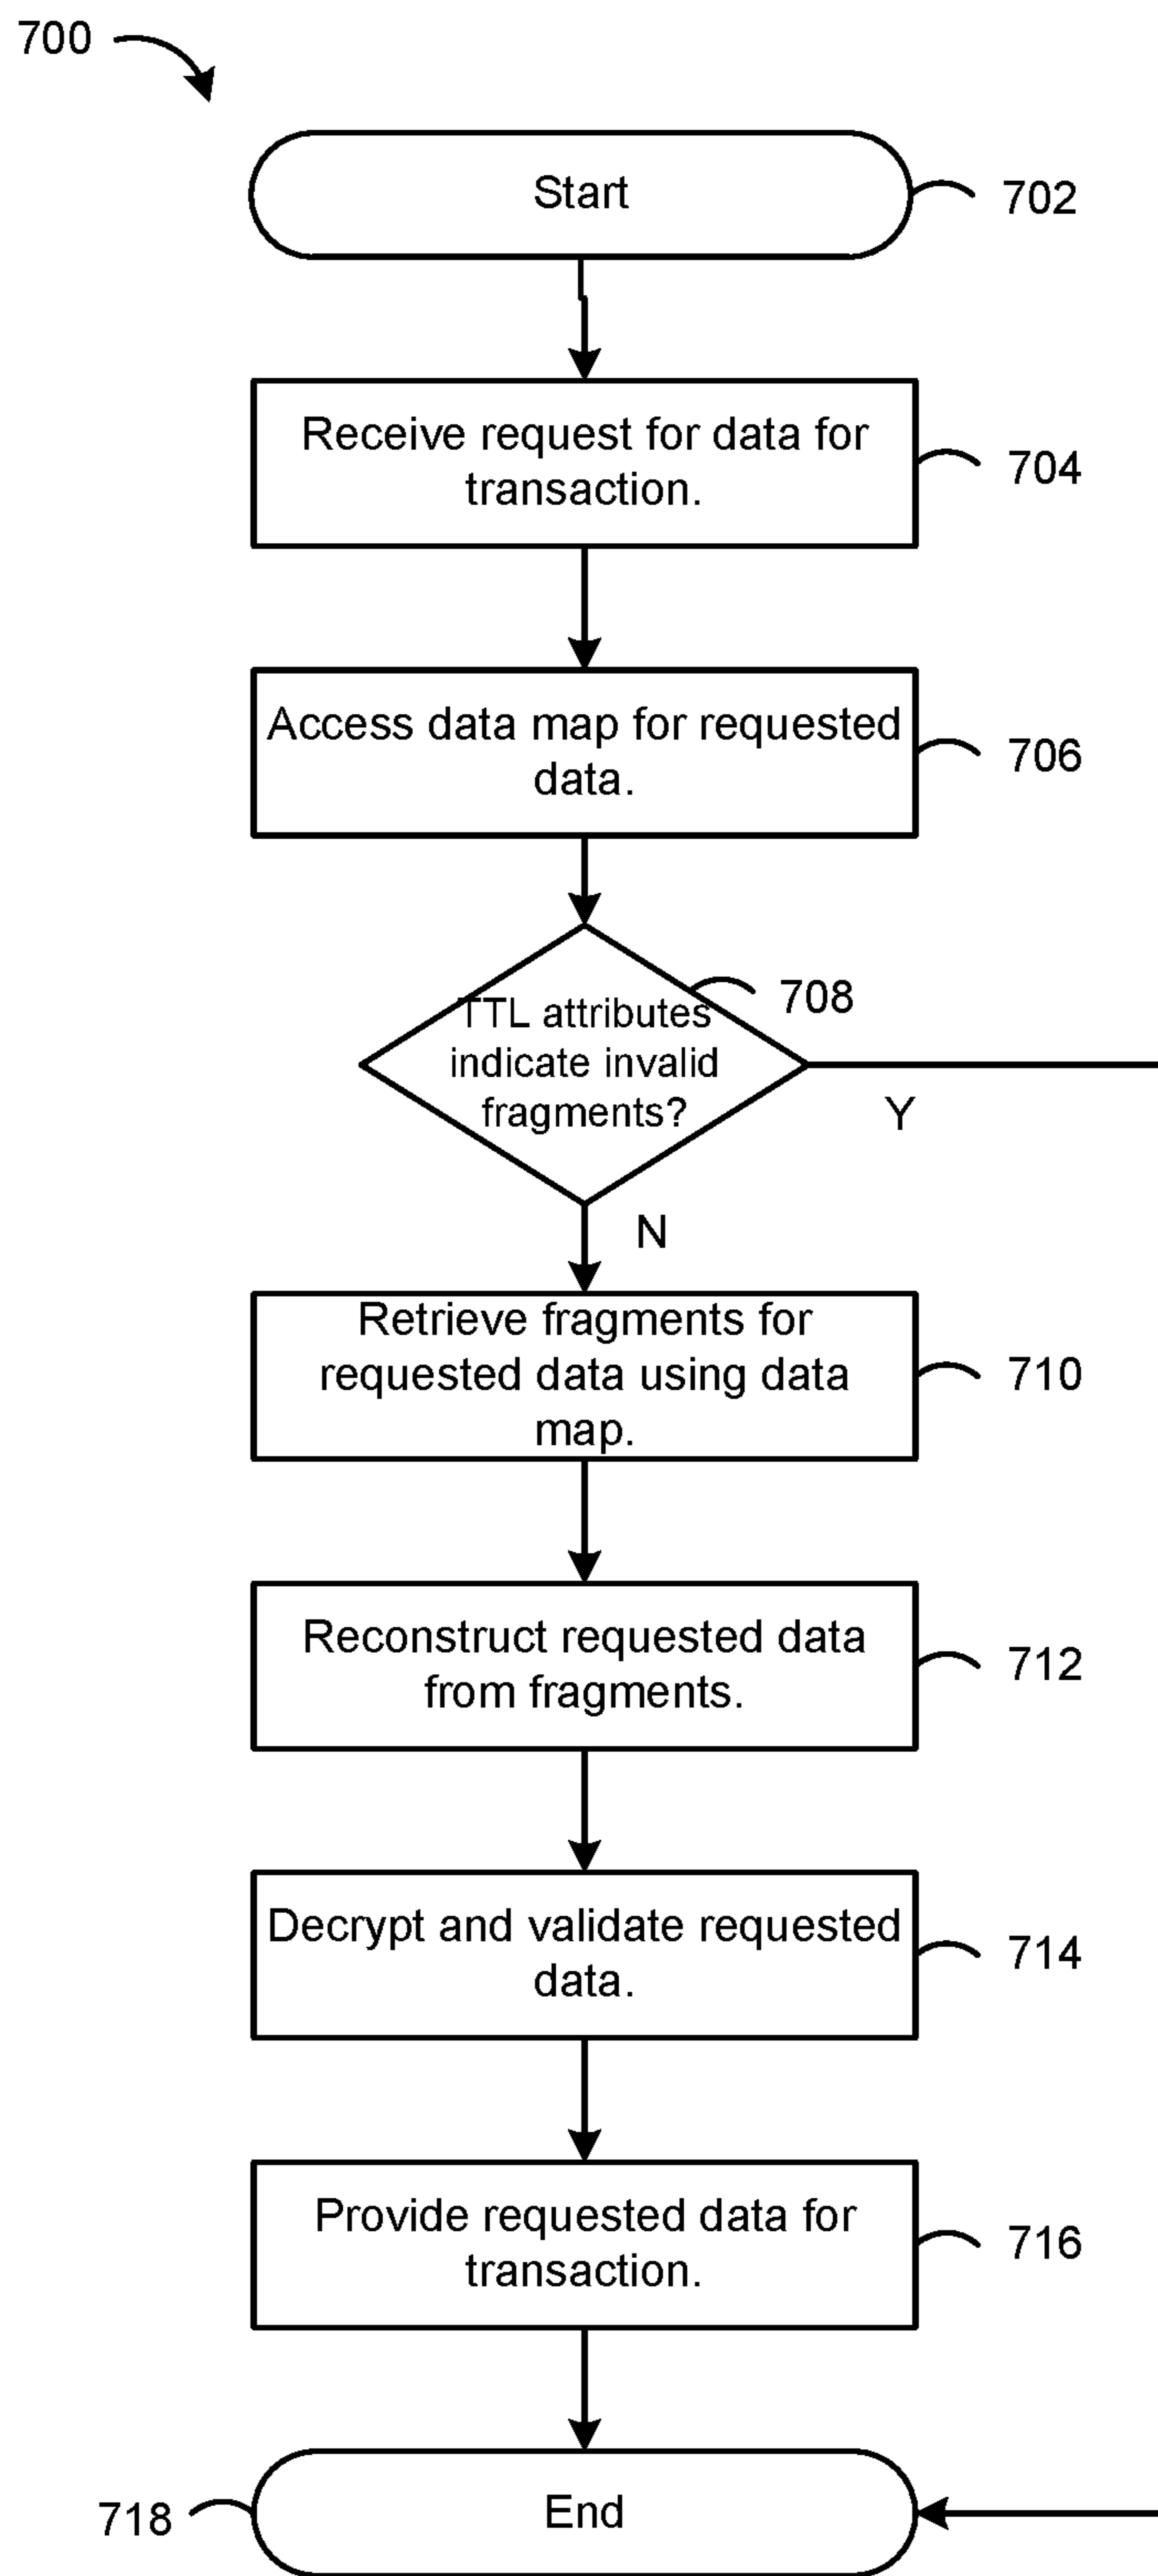 700
Start
702
Receive request for data for
transaction.
704
Access data map for requested
data.
706
TTL attributes
indicate invalid
fragments?
708
Y
N
Retrieve fragments for
requested data using data
map.
710
Reconstruct requested data
from fragments.
712
Decrypt and validate requested
data.
714
Provide requested data for
transaction.
716
End
718